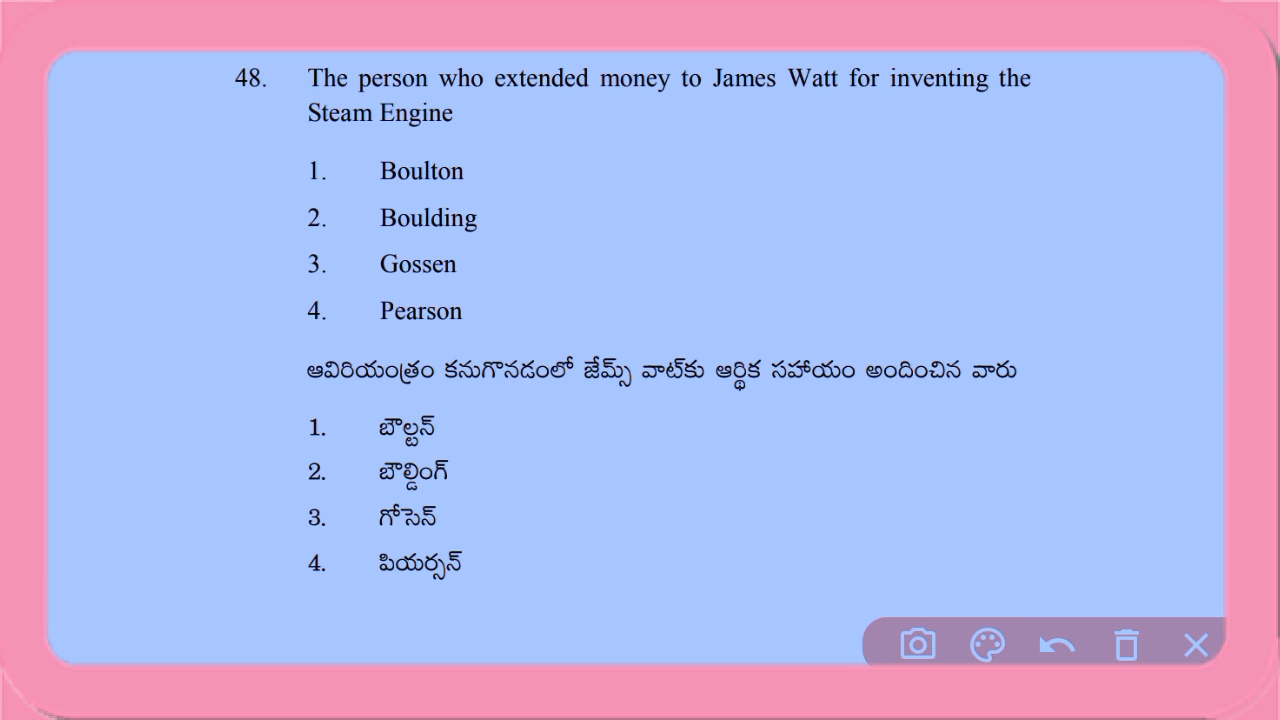 48. The person who extended money to James Watt for inventing the
Steam Engine
1. Boulton
2. Boulding
3. Gossen
4. Pearson
ఆవిరియంత్రం కనుగొనడంలో జేమ్స్ వాట్‌కు ఆర్థిక సహాయం అందించిన వారు
1. బౌల్టన్
2. బౌల్డింగ్
3. గోసెన్
4. పియర్సన్